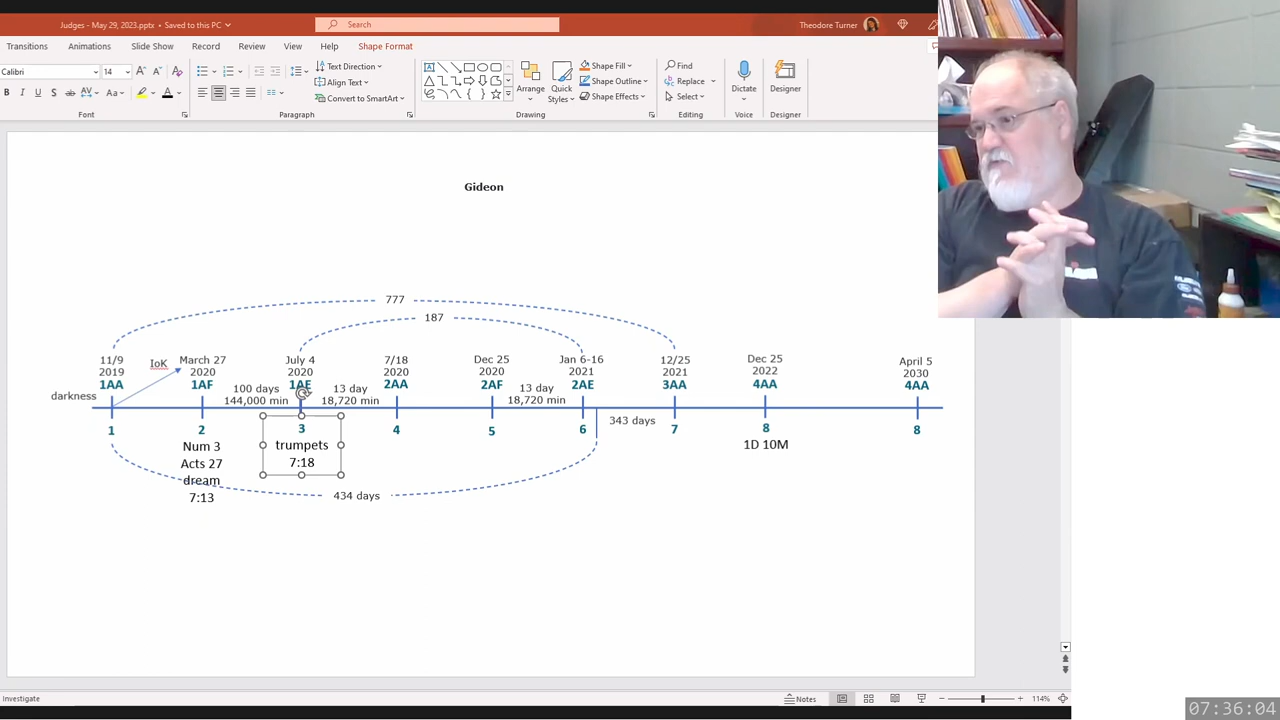 Judges - May 29, 2023.pptx • Saved to this PC
Search
Theodore Turner
Transitions Animations Slide Show Record Review View Help Shape Format
Calibri 14
Text Direction
Align Text
Convert to SmartArt
Arrange
Quick
Styles
Shape Fill
Shape Outline
Shape Effects
Find
Replace
Select
Dictate
Designer
Font Paragraph Drawing Editing Voice Designer
Gideon
777
187
11/9
2019
1AA
IoK
March 27
2020
1AF
July 4
2020
1AE
7/18
2020
2AA
Dec 25
2020
2AF
Jan 6-16
2021
2AE
12/25
2021
3AA
Dec 25
2022
4AA
April 5
2030
4AA
darkness
100 days
144,000 min
13 day
18,720 min
13 day
18,720 min
343 days
1 2 3 4 5 6 7 8 8
Num 3
Acts 27
dream
7:13
trumpets
7:18
1D 10M
434 days
Investigate
Notes
114%
07:36:04